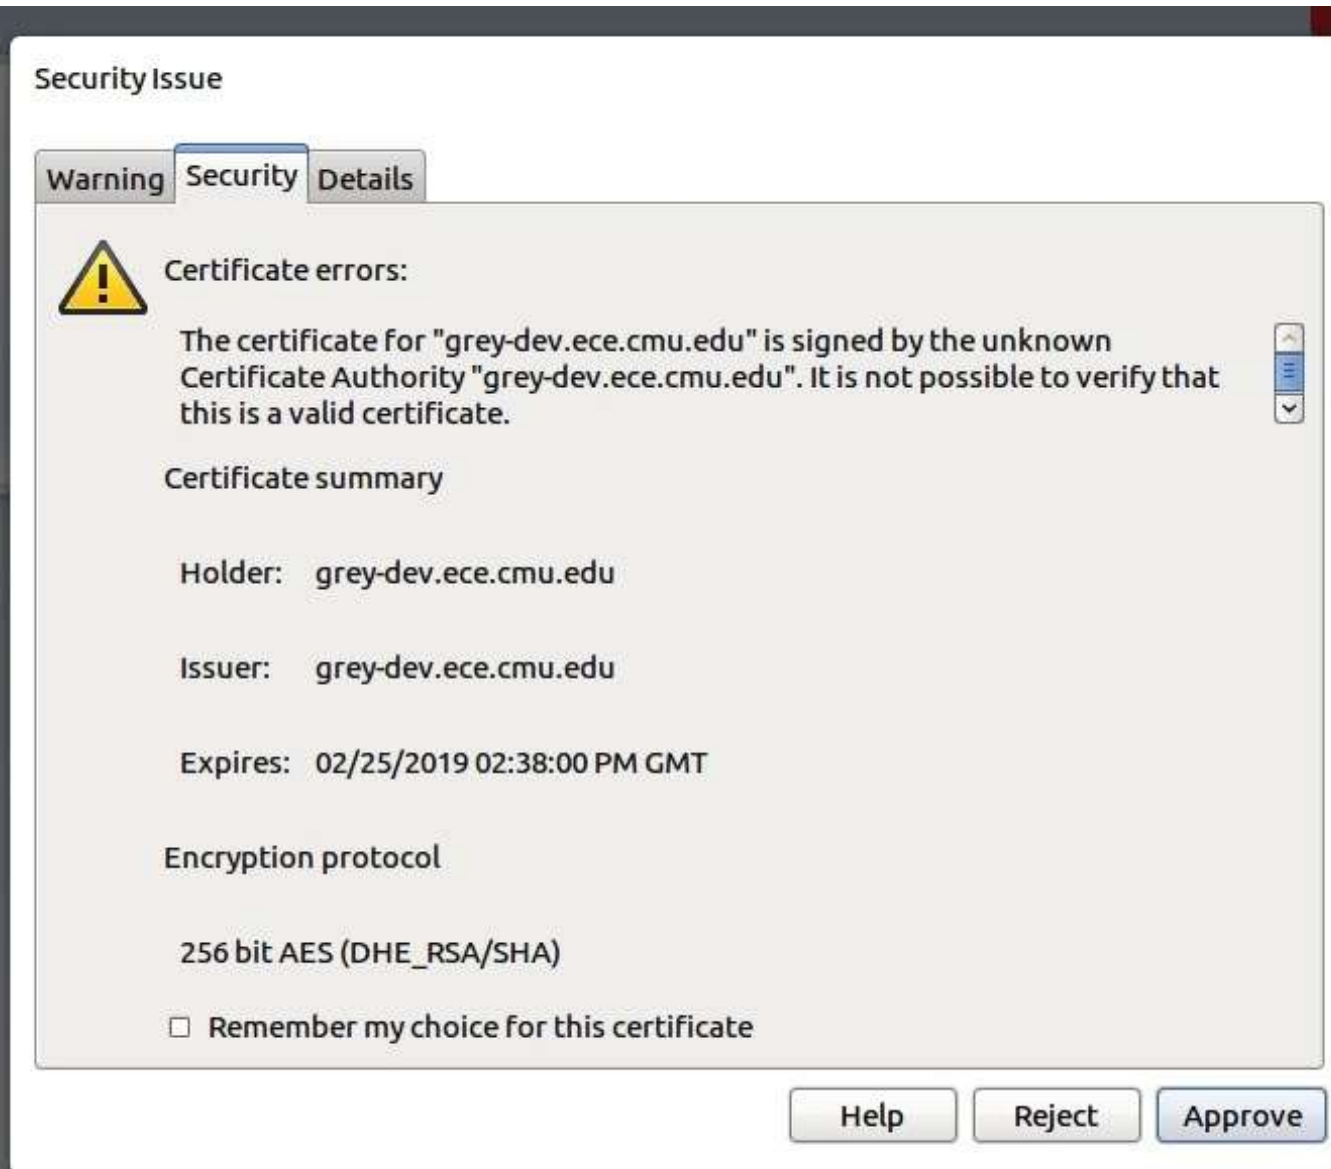 Security Issue
Warning Security Details
Certificate errors:
The certificate for "grey-dev.ece.cmu.edu" is signed by the unknown
Certificate Authority "grey-dev.ece.cmu.edu". It is not possible to verify that
this is a valid certificate.
Certificate summary
Holder: grey-dev.ece.cmu.edu
Issuer: grey-dev.ece.cmu.edu
Expires: 02/25/2019 02:38:00 PM GMT
Encryption protocol
256 bit AES (DHE_RSA/SHA)
Remember my choice for this certificate
Help Reject Approve